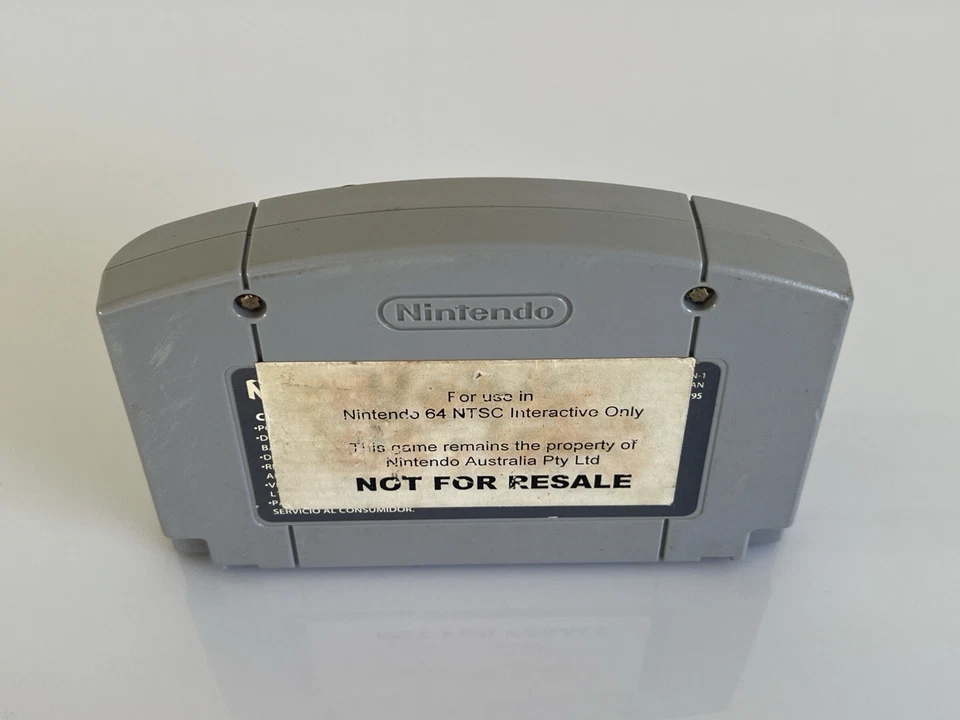 Nintendo
For use in
Nintendo 64 NTSC Interactive Only
This game remains the property of
Nintendo Australia Pty Ltd
NOT FOR RESALE
SERVICIO AL CONSUMIDOR.